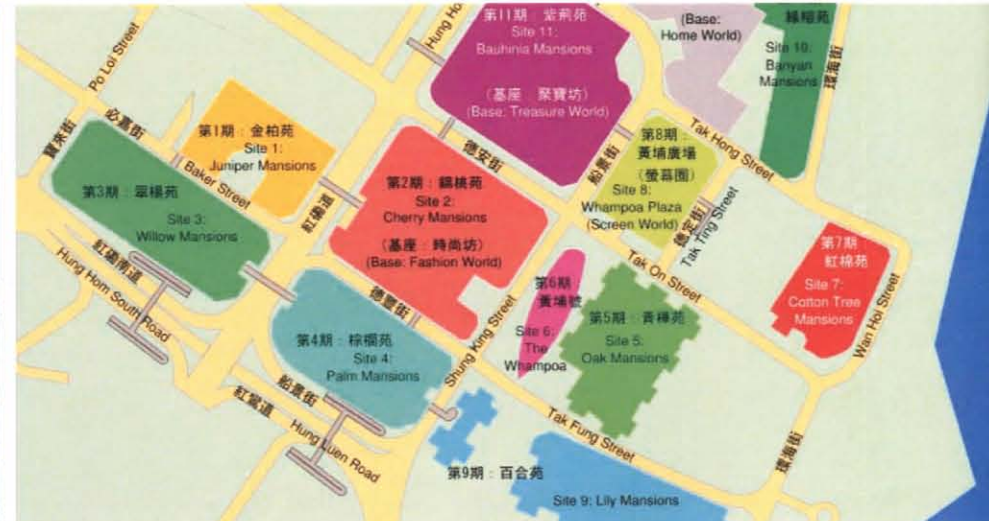 第11期：紫荊苑
Site 11:
Bauhinia Mansions
(基座：聚寶坊)
(Base: Treasure World)
(Base:
Home World)
Site 10:
Banyan
Mansions
環海街
Hung Ho
Po Loi Street
寶來街
必嘉街
Baker Street
第1期：金柏苑
Site 1:
Juniper Mansions
紅磡道
德安街
船景街
Tak Hong Street
第8期：
黃埔廣場
(螢幕圈)
Site 8:
Whampoa Plaza
(Screen World)
德定街
Tak Ting Street
第2期：錦桃苑
Site 2:
Cherry Mansions
(基座：時尚坊)
(Base: Fashion World)
第3期：翠楊苑
Site 3:
Willow Mansions
紅磡南道
Hung Hom South Road
德豐街
Shung King Street
第6期：
黃埔號
Site 6:
The
Whampoa
Tak On Street
第5期：青樺苑
Site 5:
Oak Mansions
第7期
紅棉苑
Site 7:
Cotton Tree
Mansions
Wan Hoi Street
第4期：棕櫚苑
Site 4:
Palm Mansions
船景街
紅鸞道
Hung Luen Road
Tak Fung Street
環海街
第9期：百合苑
Site 9: Lily Mansions